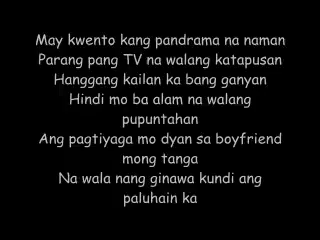 May kwento kang pandrama na naman
Parang pang TV na walang katapusan
Hanggang kailan ka bang ganyan
Hindi mo ba alam na walang
pupuntahan
Ang pagtiyaga mo dyan sa boyfriend
mong tanga
Na wala nang ginawa kundi ang
paluhain ka